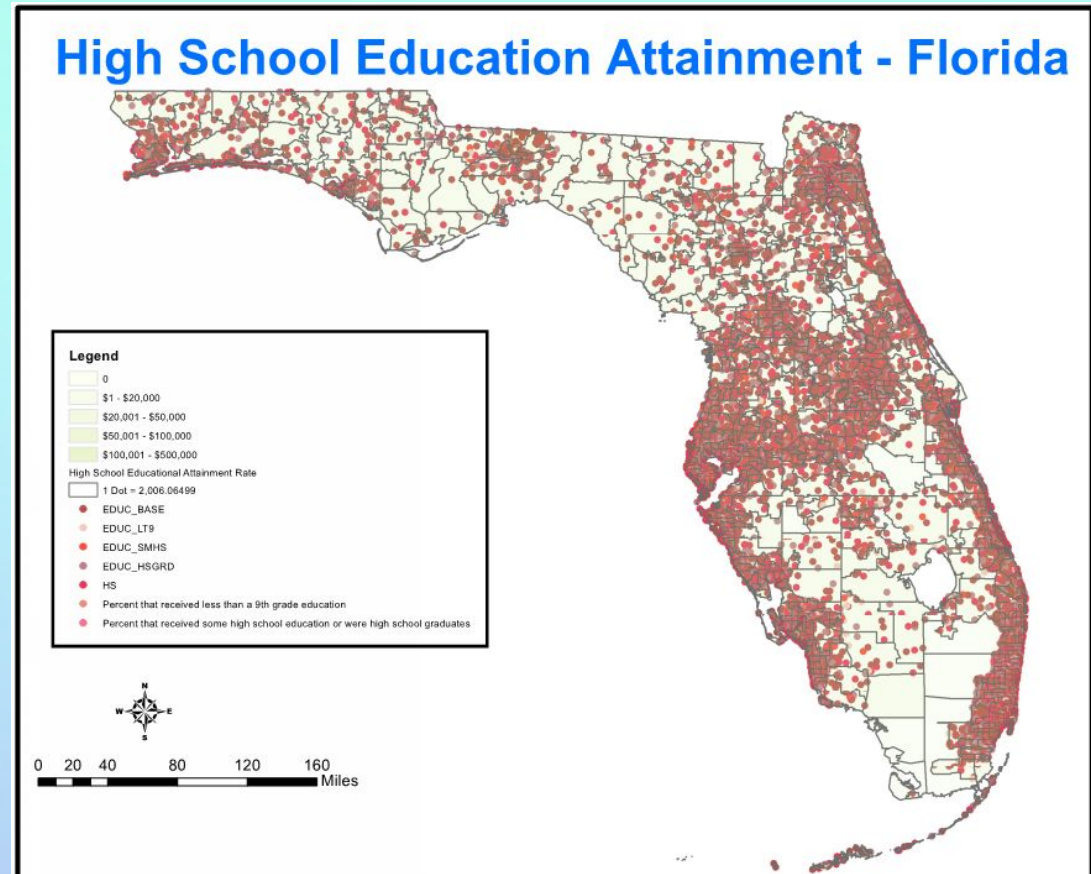 High School Education Attainment - Florida
Legend
0
$1 - $20,000
$20,001 - $50,000
$50,001 - $100,000
$100,001 - $500,000
High School Educational Attainment Rate
1 Dot = 2,006.06499
EDUC_BASE
EDUC_LT9
EDUC_SMHS
EDUC_HSGRD
HS
Percent that received less than a 9th grade education
Percent that received some high school education or were high school graduates
N
W E
S
0 20 40 80 120 160
Miles